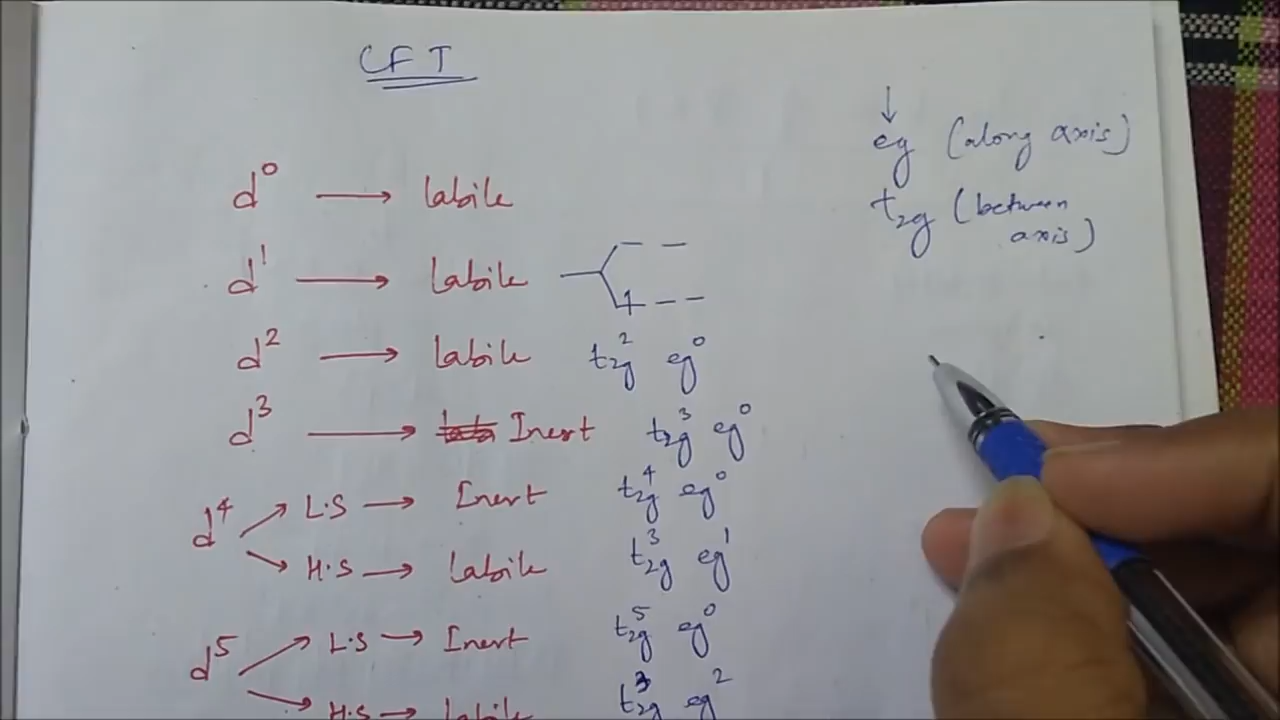 CFT
↓
eg (along axis)
t₂g (between axis)
d⁰ → labile
d¹ → labile
d² → labile t₂g² eg⁰
d³ → Inert t₂g³ eg⁰
d⁴ → L.S → Inert t₂g⁴ eg⁰
→ H.S → labile t₂g³ eg¹
d⁵ → L.S → Inert t₂g⁵ eg⁰
→ H.S → labile t₂g³ eg²